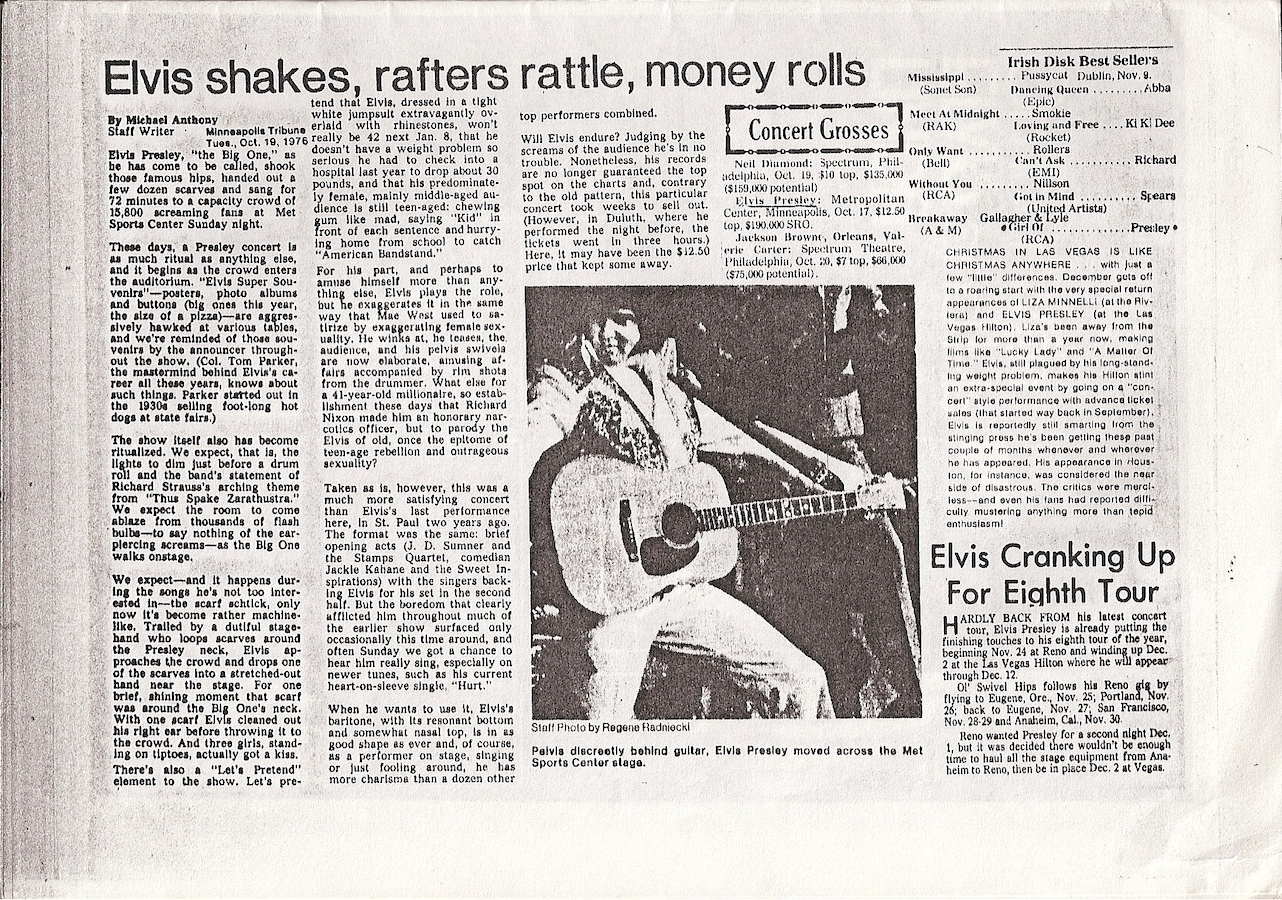 Elvis shakes, rafters rattle, money rolls
By Michael Anthony
Staff Writer
Minneapolis Tribune
Tues., Oct. 19, 1976
Elvis Presley, "the Big One," as
he has come to be called, shook
those famous hips, handed out a
few dozen scarves and sang for
72 minutes to a capacity crowd of
15,800 screaming fans at Met
Sports Center Sunday night.
These days, a Presley concert is
as much ritual as anything else,
and it begins as the crowd enters
the auditorium. "Elvis Super Sou-
venirs"—posters, photo albums
and buttons (big ones this year,
the size of a pizza)—are aggres-
sively hawked at various tables,
and we're reminded of those sou-
venirs by the announcer through-
out the show. (Col. Tom Parker,
the mastermind behind Elvis's ca-
reer all these years, knows about
such things. Parker started out in
the 1930s selling foot-long hot
dogs at state fairs.)
The show itself also has become
ritualized. We expect, that is, the
lights to dim just before a drum
roll and the band's statement of
Richard Strauss's arching theme
from "Thus Spake Zarathustra."
We expect the room to come
ablaze from thousands of flash
bulbs—to say nothing of the ear-
piercing screams—as the Big One
walks onstage.
We expect—and it happens dur-
ing the songs he's not too inter-
ested in—the scarf schtick, only
now it's become rather machine-
like. Trailed by a dutiful stage-
hand who loops scarves around
the Presley neck, Elvis ap-
proaches the crowd and drops one
of the scarves into a stretched-out
hand near the stage. For one
brief, shining moment that scarf
was around the Big One's neck.
With one scarf Elvis cleaned out
his right ear before throwing it to
the crowd. And three girls, stand-
ing on tiptoes, actually got a kiss.
There's also a "Let's Pretend"
element to the show. Let's pre-
tend that Elvis, dressed in a tight
white jumpsuit extravagantly ov-
erlaid with rhinestones, won't
really be 42 next Jan. 8, that he
doesn't have a weight problem so
serious he had to check into a
hospital last year to drop about 30
pounds, and that his predominate-
ly female, mainly middle-aged au-
dience is still teen-aged: chewing
gum like mad, saying "Kid" in
front of each sentence and hurry-
ing home from school to catch
"American Bandstand."
For his part, and perhaps to
amuse himself more than any-
thing else, Elvis plays the role,
but he exaggerates it in the same
way that Mae West used to sa-
tirize by exaggerating female sex-
uality. He winks at, he teases, the
audience, and his pelvis swivels
are now elaborate, amusing af-
fairs accompanied by rim shots
from the drummer. What else for
a 41-year-old millionaire, so estab-
lishment these days that Richard
Nixon made him an honorary nar-
cotics officer, but to parody the
Elvis of old, once the epitome of
teen-age rebellion and outrageous
sexuality?
Taken as is, however, this was a
much more satisfying concert
than Elvis's last performance
here, in St. Paul two years ago.
The format was the same: brief
opening acts (J. D. Sumner and
the Stamps Quartet, comedian
Jackie Kahane and the Sweet In-
spirations) with the singers back-
ing Elvis for his set in the second
half. But the boredom that clearly
afflicted him throughout much of
the earlier show surfaced only
occasionally this time around, and
often Sunday we got a chance to
hear him really sing, especially on
newer tunes, such as his current
heart-on-sleeve single, "Hurt."
When he wants to use it, Elvis's
baritone, with its resonant bottom
and somewhat nasal top, is in as
good shape as ever and, of course,
as a performer on stage, singing
or just fooling around, he has
more charisma than a dozen other
top performers combined.
Will Elvis endure? Judging by the
screams of the audience he's in no
trouble. Nonetheless, his records
are no longer guaranteed the top
spot on the charts and, contrary
to the old pattern, this particular
concert took weeks to sell out.
(However, in Duluth, where he
performed the night before, the
tickets went in three hours.)
Here, it may have been the $12.50
price that kept some away.
Staff Photo by Regene Radniecki
Pelvis discreetly behind guitar, Elvis Presley moved across the Met
Sports Center stage.
Concert Grosses
Neil Diamond: Spectrum, Phil-
adelphia, Oct. 19, $10 top, $135,000
($159,000 potential)
Elvis Presley: Metropolitan
Center, Minneapolis, Oct. 17, $12.50
top, $190,000 SRO.
Jackson Browne, Orleans, Val-
erie Carter: Spectrum Theatre,
Philadelphia, Oct. 20, $7 top, $66,000
($75,000 potential).
Irish Disk Best Sellers
Dublin, Nov. 9.
Mississippi ......... Pussycat
(Sonet Son)
Dancing Queen ......... Abba
(Epic)
Meet At Midnight ..... Smokie
(RAK)
Loving and Free .... Ki Ki Dee
(Rocket)
Only Want .......... Rollers
(Bell)
Can't Ask .......... Richard
(EMI)
Without You ......... Nillson
(RCA)
Got in Mind .......... Spears
(United Artists)
Breakaway Gallagher & Lyle
(A & M)
Girl Of ............. Presley
(RCA)
CHRISTMAS IN LAS VEGAS IS LIKE
CHRISTMAS ANYWHERE . . . with just a
few "little" differences. December gets off
to a roaring start with the very special return
appearances of LIZA MINNELLI (at the Riv-
iera) and ELVIS PRESLEY (at the Las
Vegas Hilton). Liza's been away from the
Strip for more than a year now, making
films like "Lucky Lady" and "A Matter Of
Time." Elvis, still plagued by his long-stand-
ing weight problem, makes his Hilton stint
an extra-special event by going on a "con-
cert" style performance with advance ticket
sales (that started way back in September).
Elvis is reportedly still smarting from the
stinging press he's been getting these past
couple of months whenever and wherever
he has appeared. His appearance in Hous-
ton, for instance, was considered the near
side of disastrous. The critics were merci-
less—and even his fans had reported diffi-
culty mustering anything more than tepid
enthusiasm!
Elvis Cranking Up
For Eighth Tour
HARDLY BACK FROM his latest concert
tour, Elvis Presley is already putting the
finishing touches to his eighth tour of the year,
beginning Nov. 24 at Reno and winding up Dec.
2 at the Las Vegas Hilton where he will appear
through Dec. 12.
Ol' Swivel Hips follows his Reno gig by
flying to Eugene, Ore., Nov. 25; Portland, Nov.
26; back to Eugene, Nov. 27; San Francisco,
Nov. 28-29 and Anaheim, Cal., Nov. 30.
Reno wanted Presley for a second night Dec.
1, but it was decided there wouldn't be enough
time to haul all the stage equipment from Ana-
heim to Reno, then be in place Dec. 2 at Vegas.